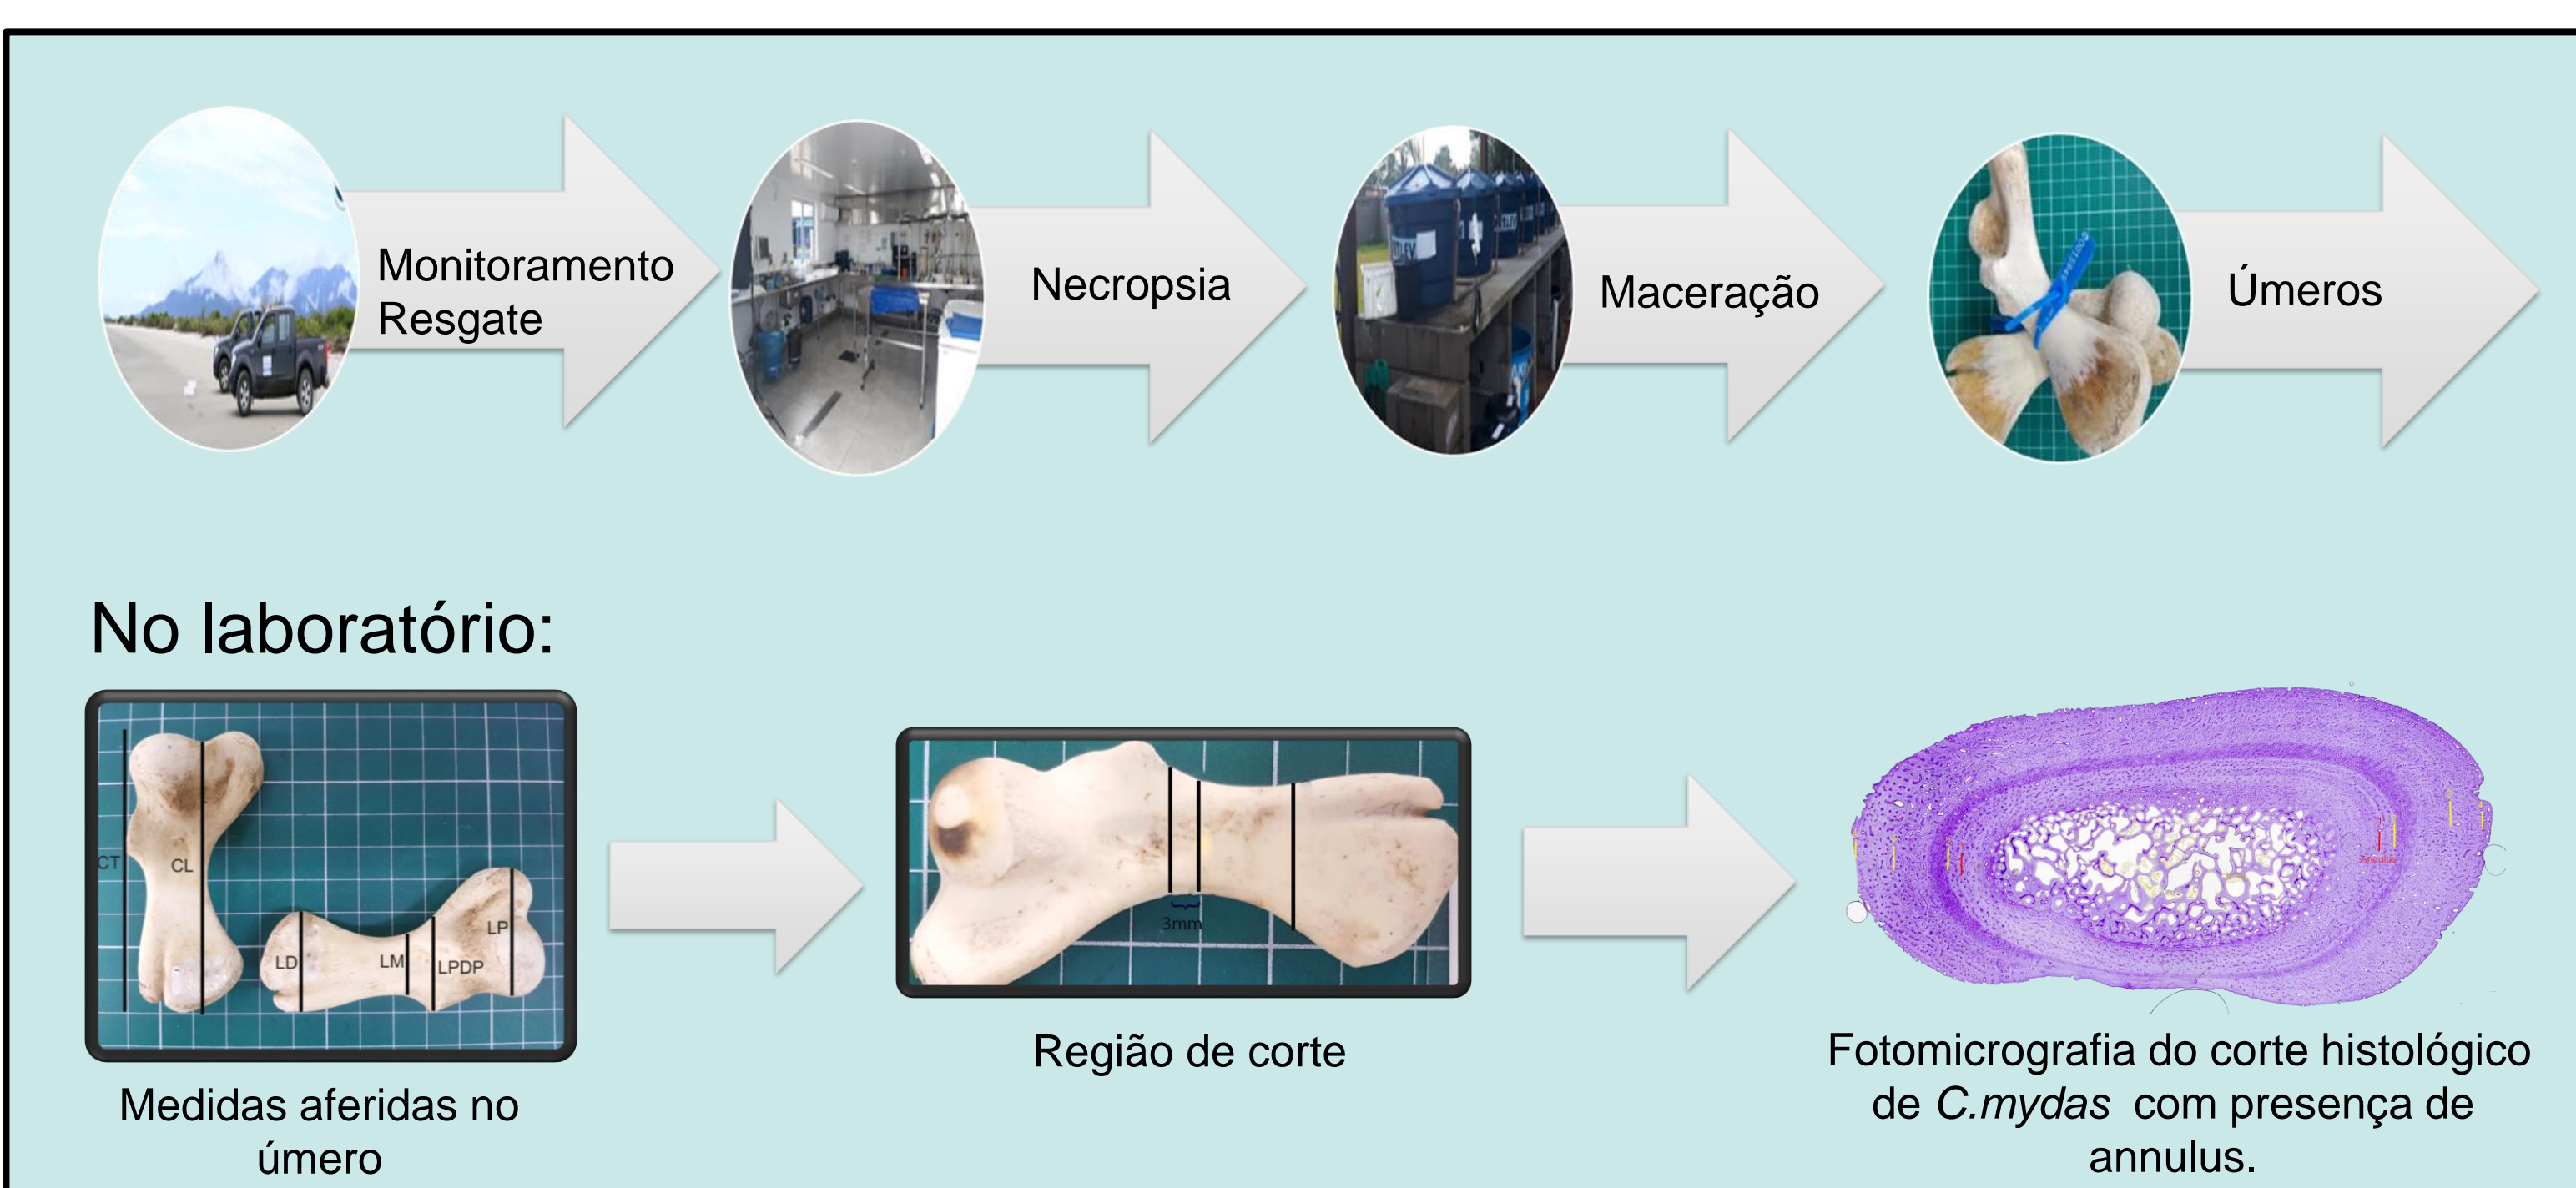 Monitoramento
Resgate
Necropsia
Maceração
Úmeros
No laboratório:
CT
CL
LD
LM
LPDP
LP
3mm
Annulus
Medidas aferidas no
úmero
Região de corte
Fotomicrografia do corte histológico
de C.mydas com presença de
annulus.